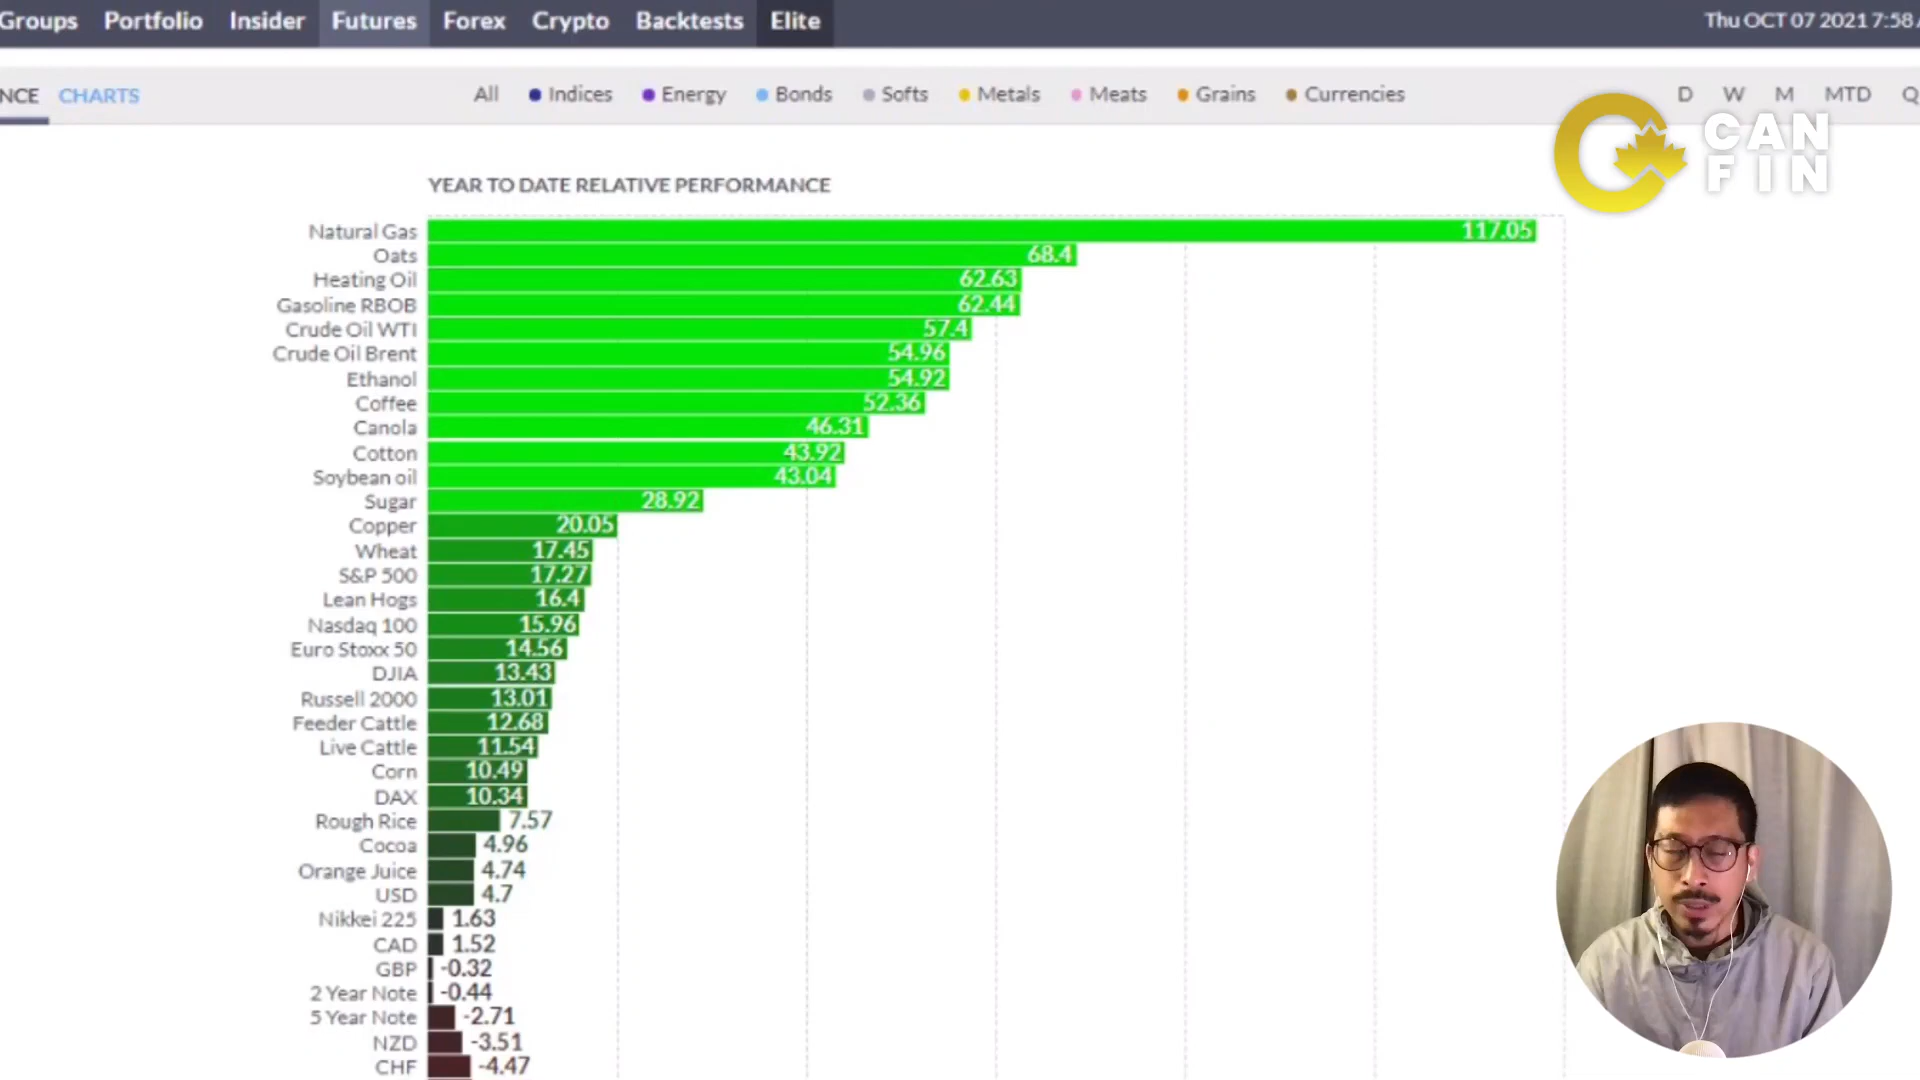 Groups Portfolio Insider Futures Forex Crypto Backtests Elite Thu OCT 07 2021 7:58
NCE CHARTS All Indices Energy Bonds Softs Metals Meats Grains Currencies D W M MTD Q
CAN
FIN
YEAR TO DATE RELATIVE PERFORMANCE
Natural Gas 117.05
Oats 68.4
Heating Oil 62.63
Gasoline RBOB 62.44
Crude Oil WTI 57.4
Crude Oil Brent 54.96
Ethanol 54.92
Coffee 52.36
Canola 46.31
Cotton 43.92
Soybean oil 43.04
Sugar 28.92
Copper 20.05
Wheat 17.45
S&P 500 17.27
Lean Hogs 16.4
Nasdaq 100 15.96
Euro Stoxx 50 14.56
DJIA 13.43
Russell 2000 13.01
Feeder Cattle 12.68
Live Cattle 11.54
Corn 10.49
DAX 10.34
Rough Rice 7.57
Cocoa 4.96
Orange Juice 4.74
USD 4.7
Nikkei 225 1.63
CAD 1.52
GBP -0.32
2 Year Note -0.44
5 Year Note -2.71
NZD -3.51
CHF -4.47